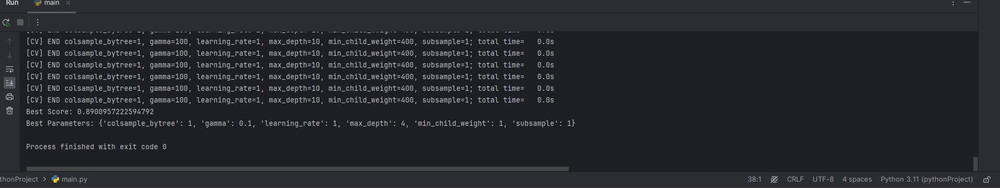 Run main
[CV] END colsample_bytree=1, gamma=100, learning_rate=1, max_depth=10, min_child_weight=400, subsample=1; total time=   0.0s
[CV] END colsample_bytree=1, gamma=100, learning_rate=1, max_depth=10, min_child_weight=400, subsample=1; total time=   0.0s
[CV] END colsample_bytree=1, gamma=100, learning_rate=1, max_depth=10, min_child_weight=400, subsample=1; total time=   0.0s
[CV] END colsample_bytree=1, gamma=100, learning_rate=1, max_depth=10, min_child_weight=400, subsample=1; total time=   0.0s
[CV] END colsample_bytree=1, gamma=100, learning_rate=1, max_depth=10, min_child_weight=400, subsample=1; total time=   0.0s
[CV] END colsample_bytree=1, gamma=100, learning_rate=1, max_depth=10, min_child_weight=400, subsample=1; total time=   0.0s
Best Score: 0.8900957222594792
Best Parameters: {'colsample_bytree': 1, 'gamma': 0.1, 'learning_rate': 1, 'max_depth': 4, 'min_child_weight': 1, 'subsample': 1}
Process finished with exit code 0
thonProject > main.py 38:1 CRLF UTF-8 4 spaces Python 3.11 (pythonProject)